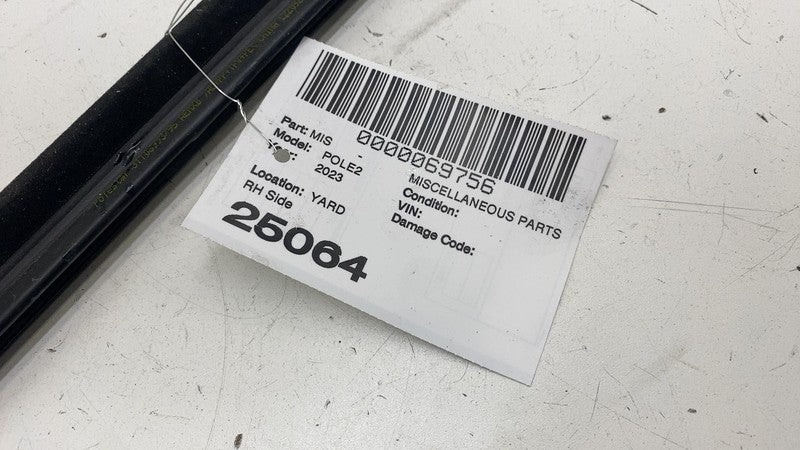 0000069756
Part: MIS - MISCELLANEOUS PARTS
Model: POLE2 Condition:
2023 VIN:
Damage Code:
Location: YARD
RH Side
25064